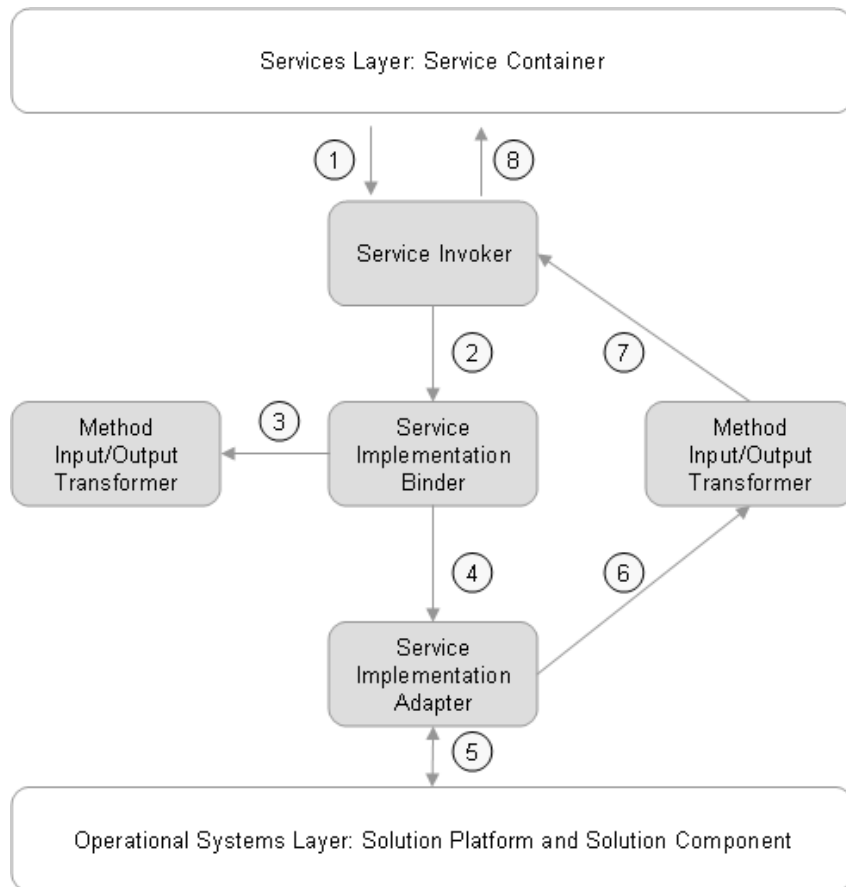 Services Layer: Service Container
1
8
Service Invoker
2
7
Method
Input/Output
Transformer
3
Service
Implementation
Binder
Method
Input/Output
Transformer
4
6
Service
Implementation
Adapter
5
Operational Systems Layer: Solution Platform and Solution Component